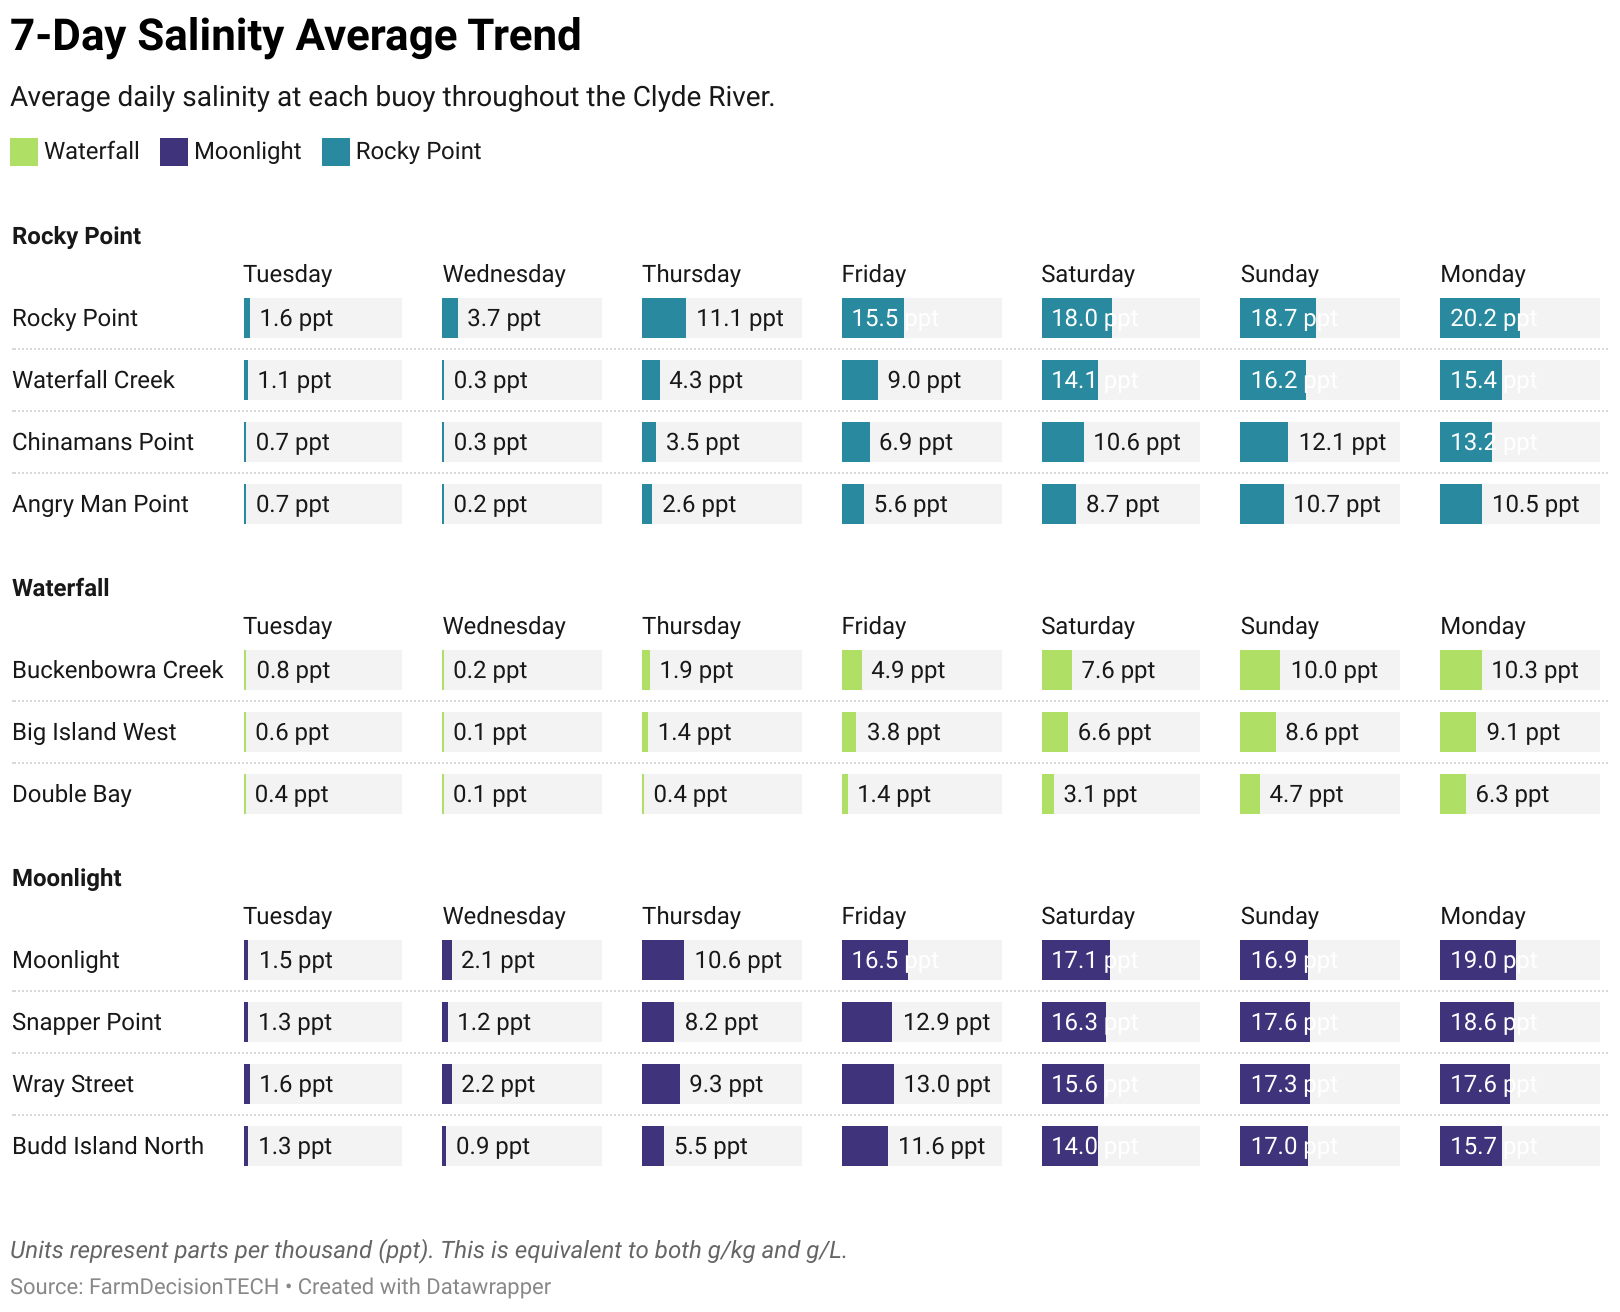 7-Day Salinity Average Trend
Average daily salinity at each buoy throughout the Clyde River.
Waterfall Moonlight Rocky Point
Rocky Point
Tuesday Wednesday Thursday Friday Saturday Sunday Monday
Rocky Point 1.6 ppt 3.7 ppt 11.1 ppt 15.5 ppt 18.0 ppt 18.7 ppt 20.2 ppt
Waterfall Creek 1.1 ppt 0.3 ppt 4.3 ppt 9.0 ppt 14.1 ppt 16.2 ppt 15.4 ppt
Chinamans Point 0.7 ppt 0.3 ppt 3.5 ppt 6.9 ppt 10.6 ppt 12.1 ppt 13.2 ppt
Angry Man Point 0.7 ppt 0.2 ppt 2.6 ppt 5.6 ppt 8.7 ppt 10.7 ppt 10.5 ppt
Waterfall
Tuesday Wednesday Thursday Friday Saturday Sunday Monday
Buckenbowra Creek 0.8 ppt 0.2 ppt 1.9 ppt 4.9 ppt 7.6 ppt 10.0 ppt 10.3 ppt
Big Island West 0.6 ppt 0.1 ppt 1.4 ppt 3.8 ppt 6.6 ppt 8.6 ppt 9.1 ppt
Double Bay 0.4 ppt 0.1 ppt 0.4 ppt 1.4 ppt 3.1 ppt 4.7 ppt 6.3 ppt
Moonlight
Tuesday Wednesday Thursday Friday Saturday Sunday Monday
Moonlight 1.5 ppt 2.1 ppt 10.6 ppt 16.5 ppt 17.1 ppt 16.9 ppt 19.0 ppt
Snapper Point 1.3 ppt 1.2 ppt 8.2 ppt 12.9 ppt 16.3 ppt 17.6 ppt 18.6 ppt
Wray Street 1.6 ppt 2.2 ppt 9.3 ppt 13.0 ppt 15.6 ppt 17.3 ppt 17.6 ppt
Budd Island North 1.3 ppt 0.9 ppt 5.5 ppt 11.6 ppt 14.0 ppt 17.0 ppt 15.7 ppt
Units represent parts per thousand (ppt). This is equivalent to both g/kg and g/L.
Source: FarmDecisionTECH • Created with Datawrapper